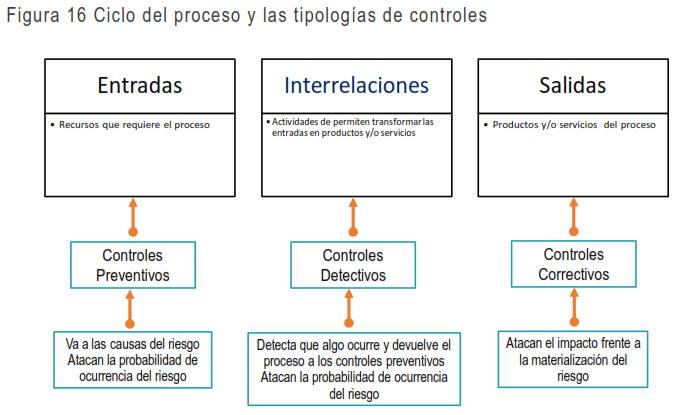 Figura 16 Ciclo del proceso y las tipologías de controles
Entradas
• Recursos que requiere el proceso
Interrelaciones
• Actividades de permiten transformar las
entradas en productos y/o servicios
Salidas
• Productos y/o servicios del proceso
Controles
Preventivos
Controles
Detectivos
Controles
Correctivos
Va a las causas del riesgo
Atacan la probabilidad de
ocurrencia del riesgo
Detecta que algo ocurre y devuelve el
proceso a los controles preventivos
Atacan la probabilidad de ocurrencia
del riesgo
Atacan el impacto frente a
la materialización del
riesgo